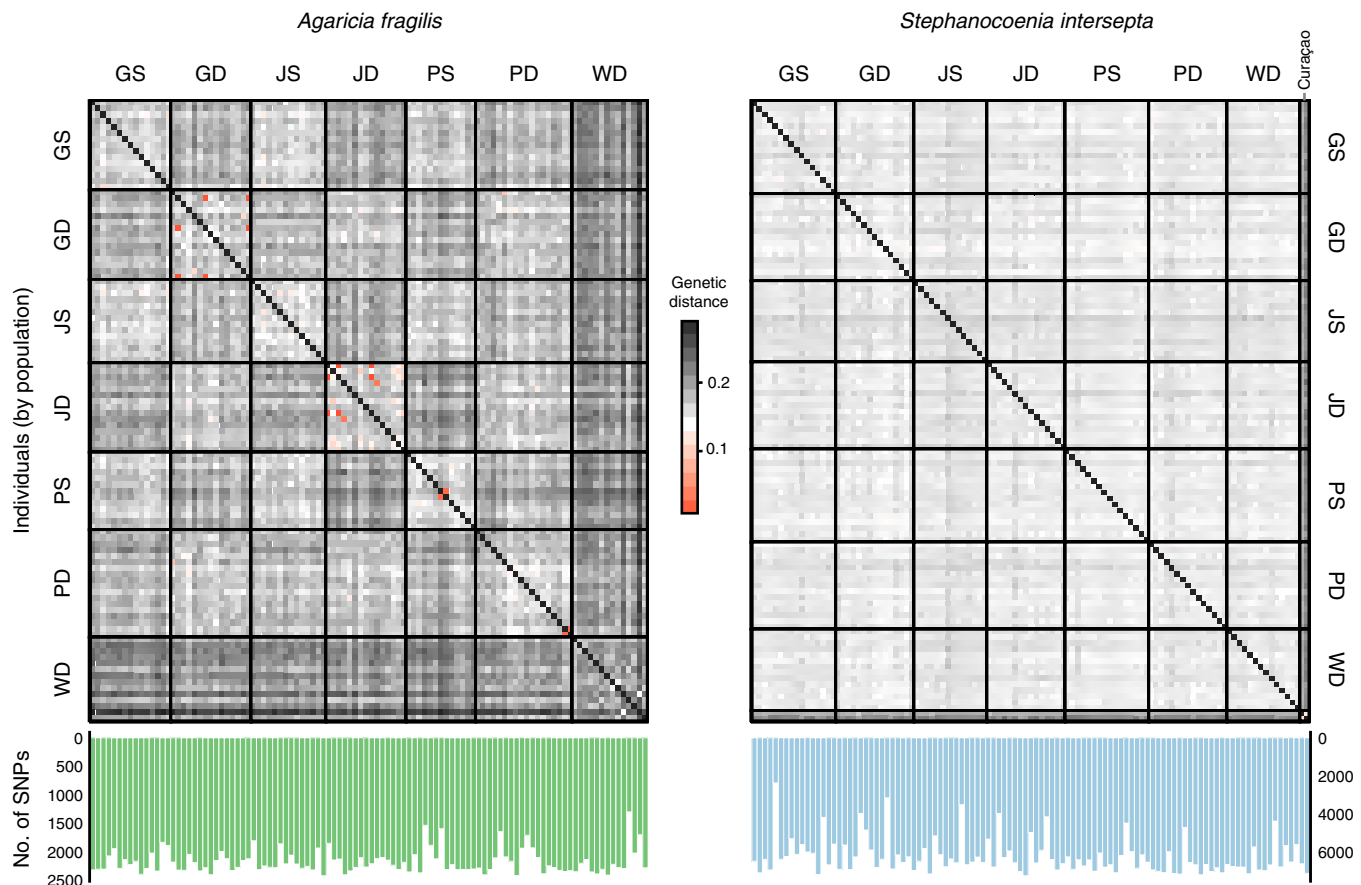 Agaricia fragilis
Stephanocoenia intersepta
GS GD JS JD PS PD WD
GS GD JS JD PS PD WD Curaçao
Individuals (by population)
GS
GD
JS
JD
PS
PD
WD
Genetic
distance
0.2
0.1
GS
GD
JS
JD
PS
PD
WD
No. of SNPs
0
500
1000
1500
2000
2500
0
2000
4000
6000